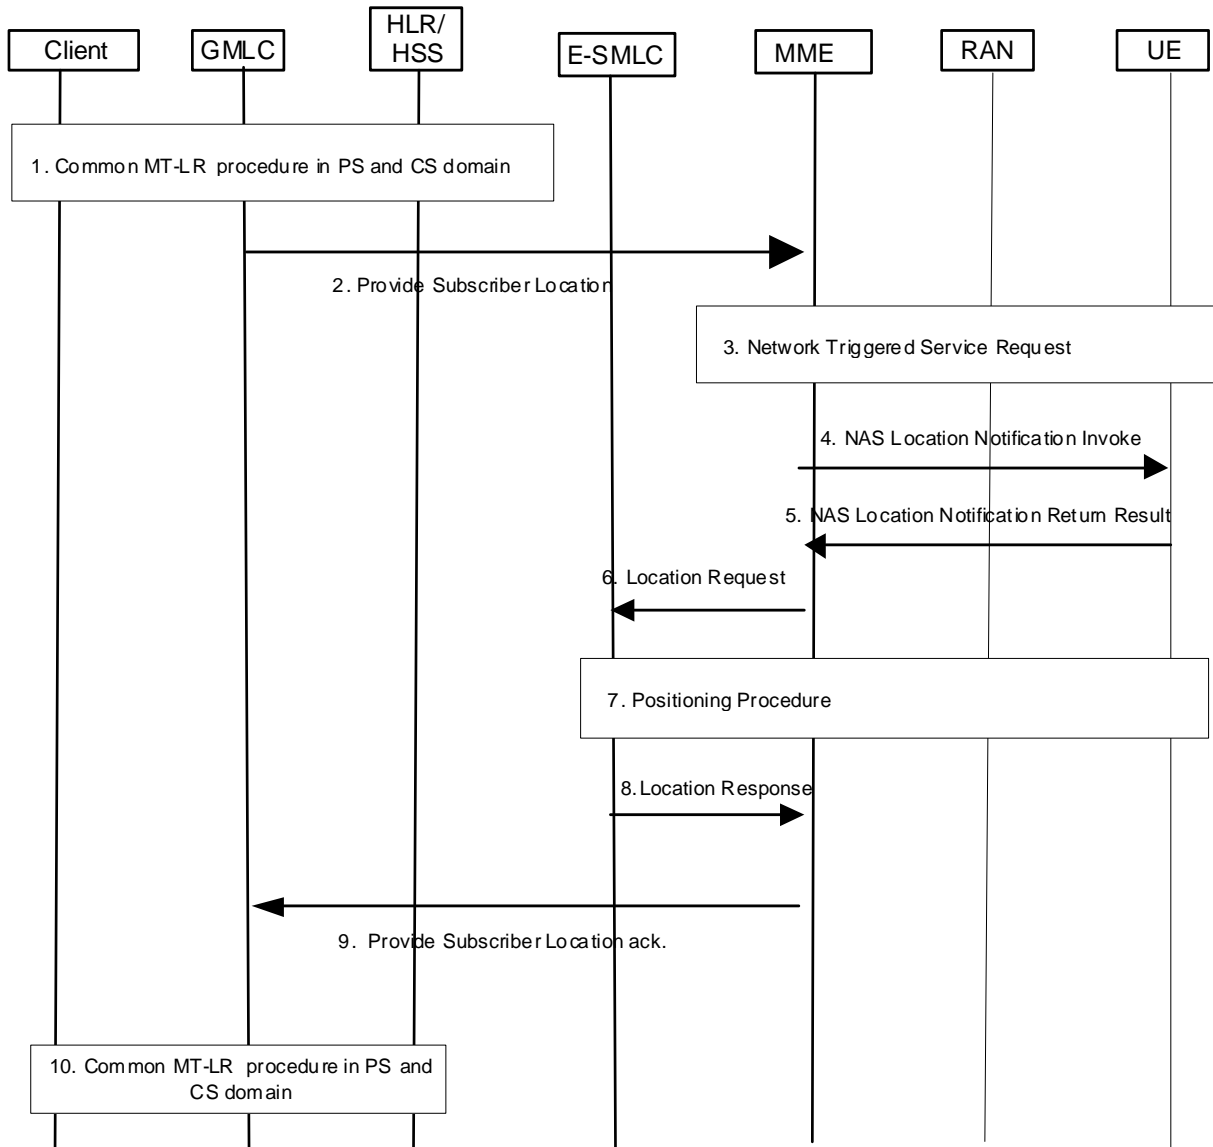 Client
GMLC
HLR/
HSS
E-SMLC
MME
RAN
UE
1. Common MT-LR procedure in PS and CS domain
2. Provide Subscriber Location
3. Network Triggered Service Request
4. NAS Location Notification Invoke
5. NAS Location Notification Return Result
6. Location Request
7. Positioning Procedure
8. Location Response
9. Provide Subscriber Location ack.
10. Common MT-LR procedure in PS and
CS domain